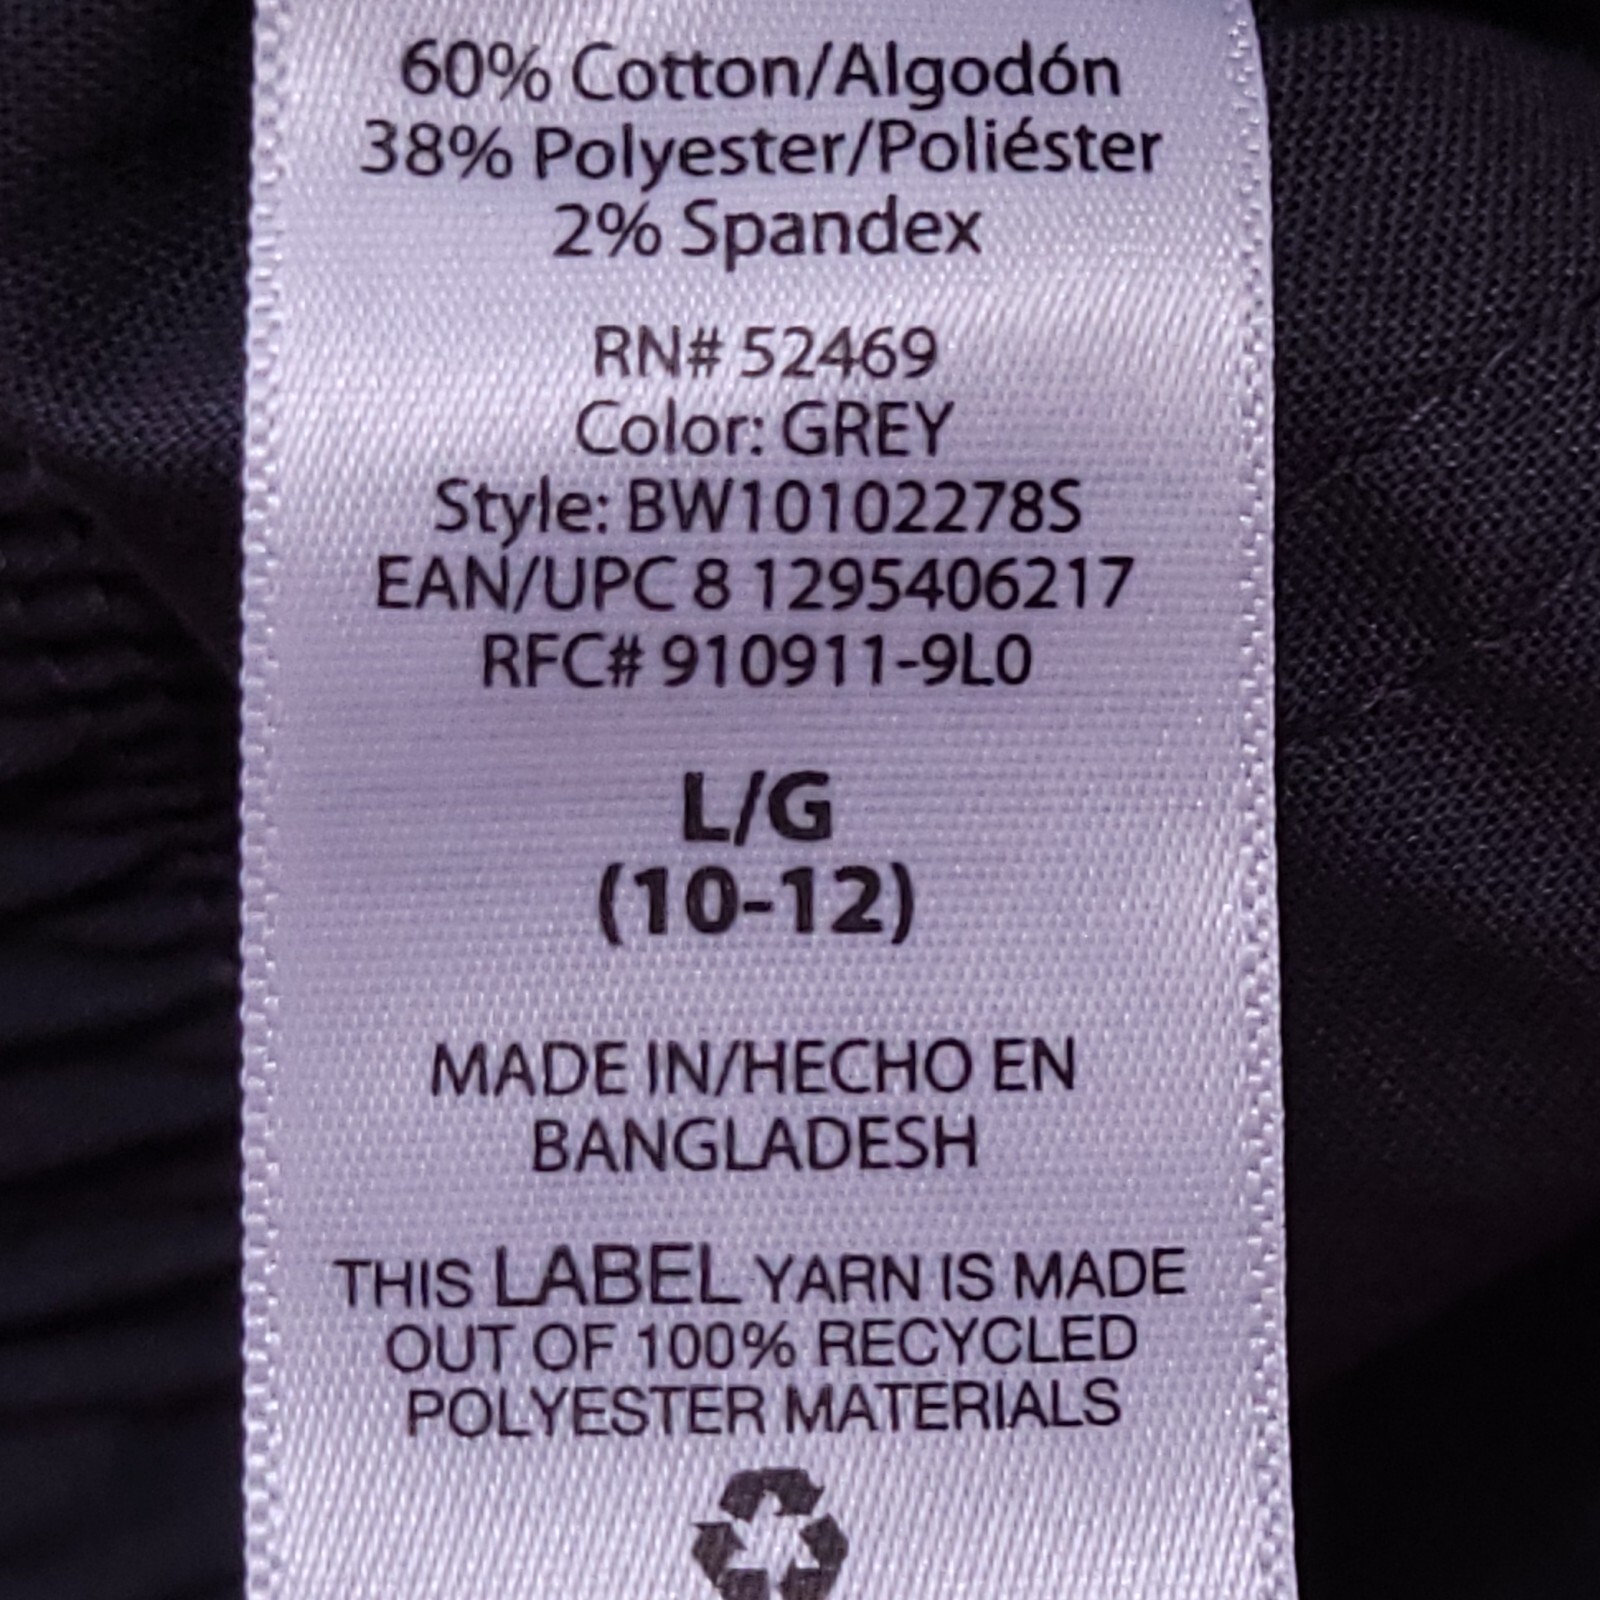 60% Cotton/Algodón
38% Polyester/Poliéster
2% Spandex
RN# 52469
Color: GREY
Style: BW10102278S
EAN/UPC 8 1295406217
RFC# 910911-9L0
L/G
(10-12)
MADE IN/HECHO EN
BANGLADESH
THIS LABEL YARN IS MADE
OUT OF 100% RECYCLED
POLYESTER MATERIALS